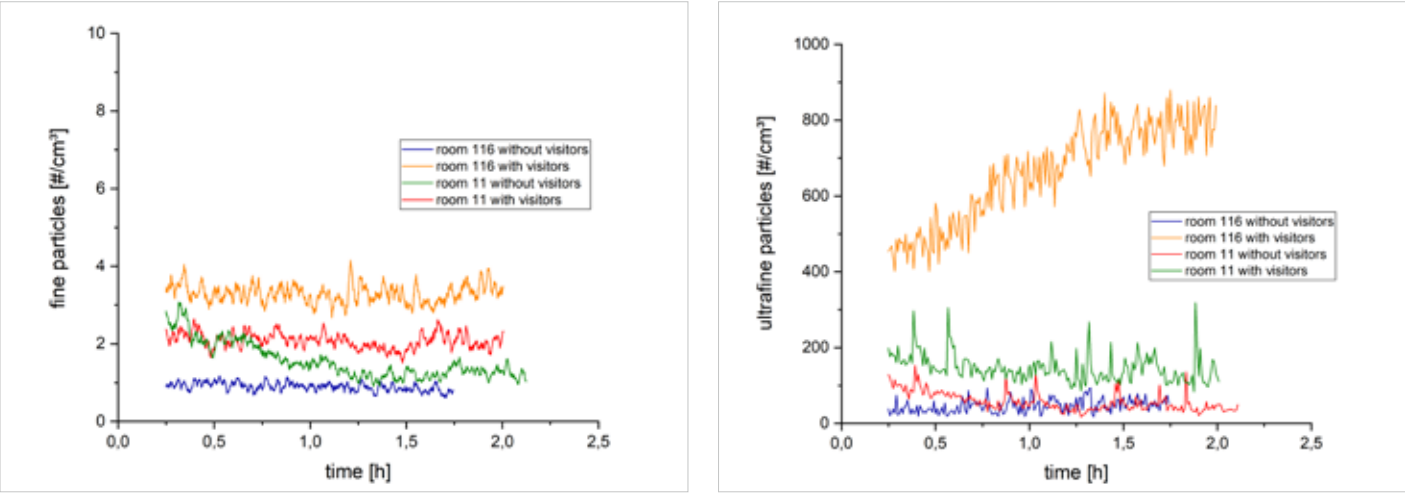 10
8
6
4
2
0
fine particles [#/cm³]
room 116 without visitors
room 116 with visitors
room 11 without visitors
room 11 with visitors
0,0 0,5 1,0 1,5 2,0 2,5
time [h]
1000
800
600
400
200
0
ultrafine particles [#/cm³]
room 116 without visitors
room 116 with visitors
room 11 without visitors
room 11 with visitors
0,0 0,5 1,0 1,5 2,0 2,5
time [h]